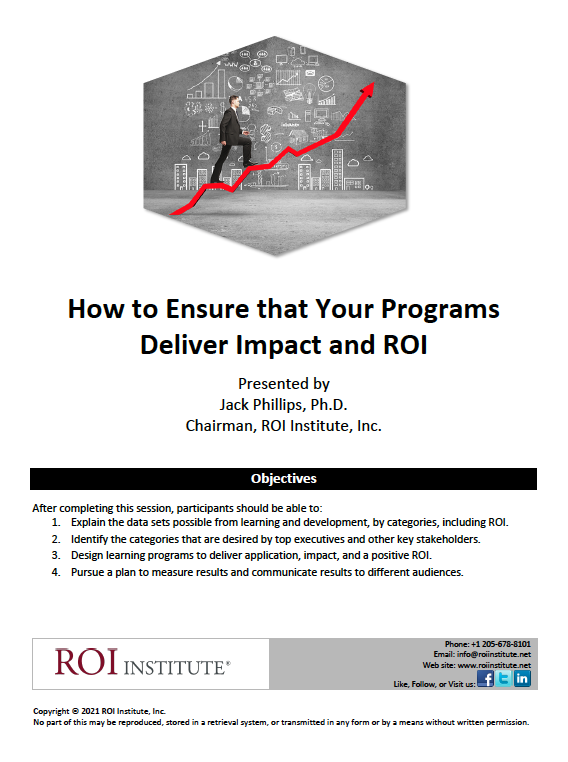 How to Ensure that Your Programs
Deliver Impact and ROI
Presented by
Jack Phillips, Ph.D.
Chairman, ROI Institute, Inc.
Objectives
After completing this session, participants should be able to:
1. Explain the data sets possible from learning and development, by categories, including ROI.
2. Identify the categories that are desired by top executives and other key stakeholders.
3. Design learning programs to deliver application, impact, and a positive ROI.
4. Pursue a plan to measure results and communicate results to different audiences.
ROI INSTITUTE®
Phone: +1 205-678-8101
Email: info@roiinstitute.net
Web site: www.roiinstitute.net
Like, Follow, or Visit us:
Copyright © 2021 ROI Institute, Inc.
No part of this may be reproduced, stored in a retrieval system, or transmitted in any form or by a means without written permission.